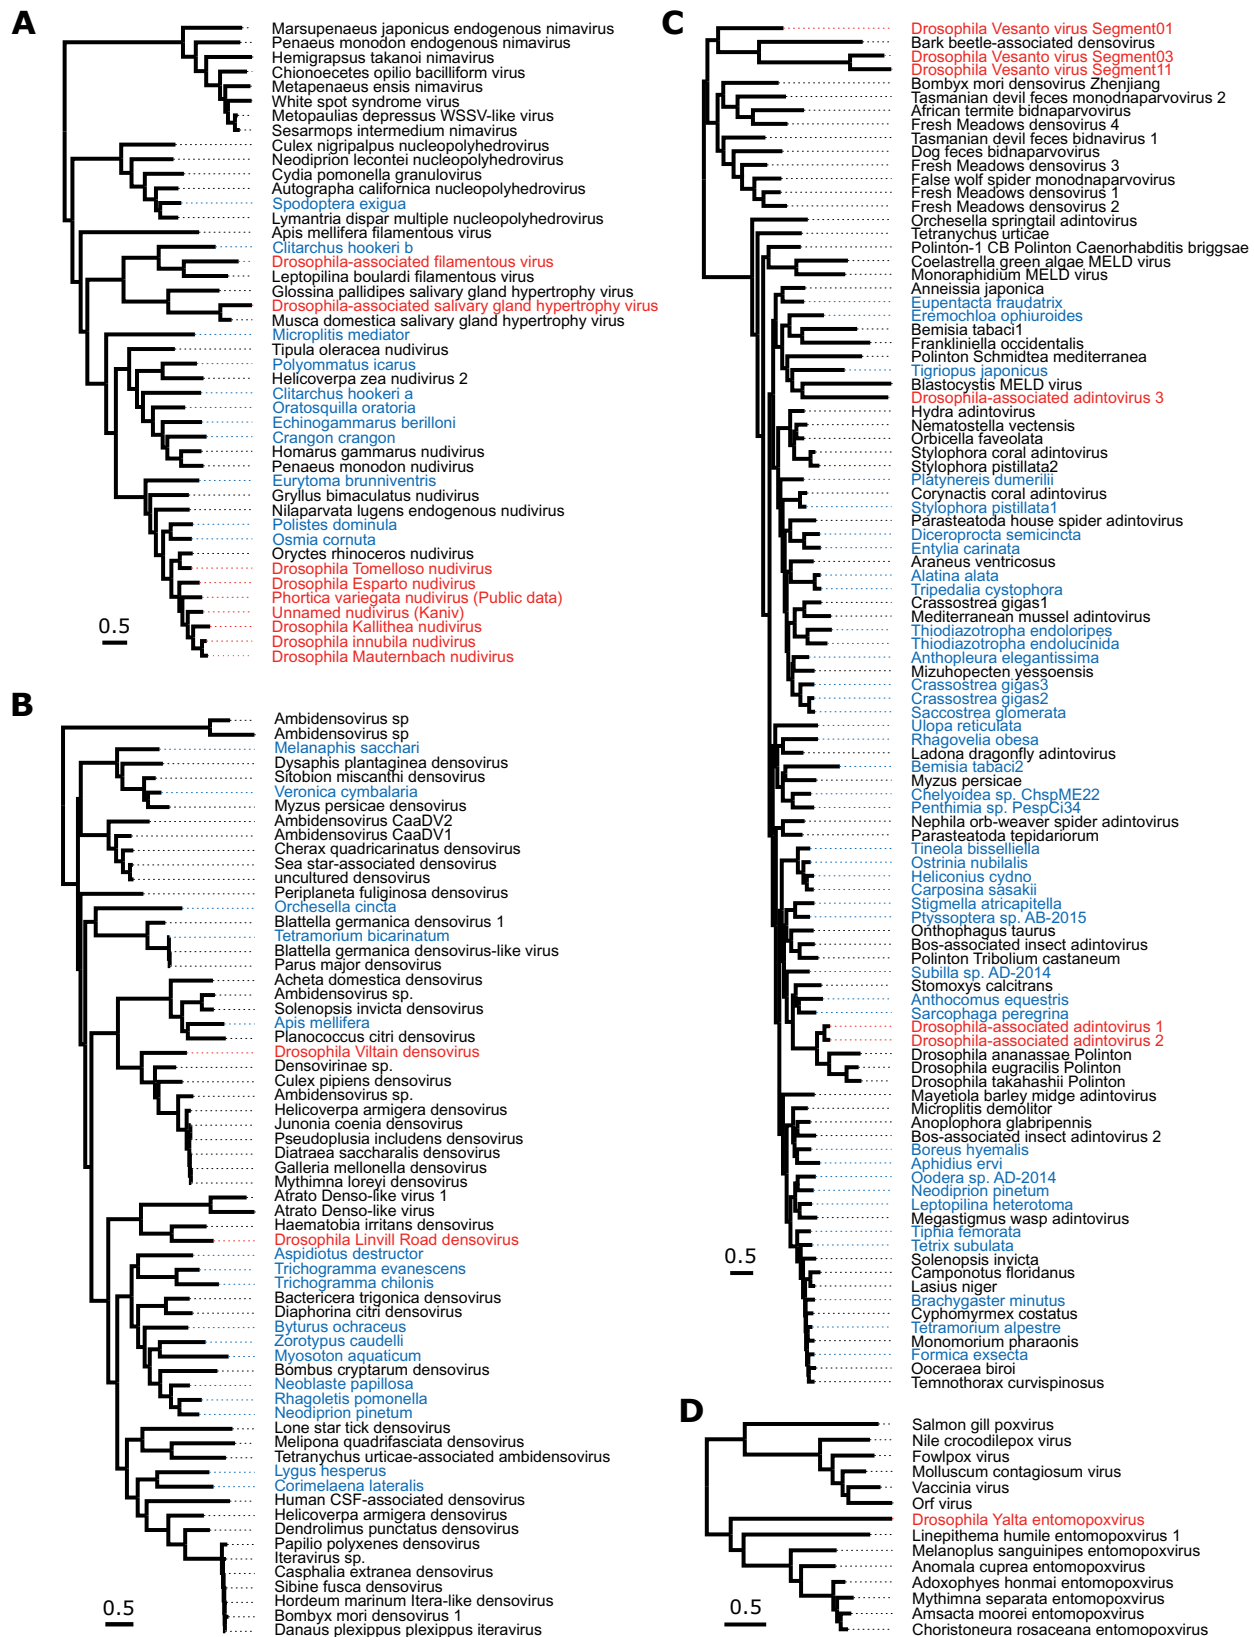 A
Marsupenaeus japonicus endogenous nimavirus
Penaeus monodon endogenous nimavirus
Hemigrapsus takanoi nimavirus
Chionoecetes opilio bacilliform virus
Metapenaeus ensis nimavirus
White spot syndrome virus
Metopaulias depressus WSSV-like virus
Sesarmops intermedium nimavirus
Culex nigripalpus nucleopolyhedrovirus
Neodiprion lecontei nucleopolyhedrovirus
Cydia pomonella granulovirus
Autographa californica nucleopolyhedrovirus
Spodoptera exigua
Lymantria dispar multiple nucleopolyhedrovirus
Apis mellifera filamentous virus
Clitarchus hookeri b
Drosophila-associated filamentous virus
Leptopilina boulardi filamentous virus
Glossina pallidipes salivary gland hypertrophy virus
Drosophila-associated salivary gland hypertrophy virus
Musca domestica salivary gland hypertrophy virus
Microplitis mediator
Tipula oleracea nudivirus
Polyommatus icarus
Helicoverpa zea nudivirus 2
Clitarchus hookeri a
Oratosquilla oratoria
Echinogammarus berilloni
Crangon crangon
Homarus gammarus nudivirus
Penaeus monodon nudivirus
Eurytoma brunniventris
Gryllus bimaculatus nudivirus
Nilaparvata lugens endogenous nudivirus
Polistes dominula
Osmia cornuta
Oryctes rhinoceros nudivirus
Drosophila Tomelloso nudivirus
Drosophila Esparto nudivirus
Phortica variegata nudivirus (Public data)
Unnamed nudivirus (Kaniv)
Drosophila Kallithea nudivirus
Drosophila innubila nudivirus
Drosophila Mauternbach nudivirus
0.5
B
Ambidensovirus sp
Ambidensovirus sp
Melanaphis sacchari
Dysaphis plantaginea densovirus
Sitobion miscanthi densovirus
Veronica cymbalaria
Myzus persicae densovirus
Ambidensovirus CaaDV2
Ambidensovirus CaaDV1
Cherax quadricarinatus densovirus
Sea star-associated densovirus
uncultured densovirus
Periplaneta fuliginosa densovirus
Orchesella cincta
Blattella germanica densovirus 1
Tetramorium bicarinatum
Blattella germanica densovirus-like virus
Parus major densovirus
Acheta domestica densovirus
Ambidensovirus sp.
Solenopsis invicta densovirus
Apis mellifera
Planococcus citri densovirus
Drosophila Viltain densovirus
Densovirinae sp.
Culex pipiens densovirus
Ambidensovirus sp.
Helicoverpa armigera densovirus
Junonia coenia densovirus
Pseudoplusia includens densovirus
Diatraea saccharalis densovirus
Galleria mellonella densovirus
Mythimna loreyi densovirus
Atrato Denso-like virus 1
Atrato Denso-like virus
Haematobia irritans densovirus
Drosophila Linvill Road densovirus
Aspidiotus destructor
Trichogramma evanescens
Trichogramma chilonis
Bactericera trigonica densovirus
Diaphorina citri densovirus
Byturus ochraceus
Zorotypus caudelli
Myosoton aquaticum
Bombus cryptarum densovirus
Neoblaste papillosa
Rhagoletis pomonella
Neodiprion pinetum
Lone star tick densovirus
Melipona quadrifasciata densovirus
Tetranychus urticae-associated ambidensovirus
Lygus hesperus
Corimelaena lateralis
Human CSF-associated densovirus
Helicoverpa armigera densovirus
Dendrolimus punctatus densovirus
Papilio polyxenes densovirus
Iteravirus sp.
Casphalia extranea densovirus
Sibine fusca densovirus
Hordeum marinum Itera-like densovirus
Bombyx mori densovirus 1
Danaus plexippus plexippus iteravirus
0.5
C
Drosophila Vesanto virus Segment01
Bark beetle-associated densovirus
Drosophila Vesanto virus Segment03
Drosophila Vesanto virus Segment11
Bombyx mori densovirus Zhenjiang
Tasmanian devil feces monodnaparvovirus 2
African termite bidnaparvovirus
Fresh Meadows densovirus 4
Tasmanian devil feces bidnavirus 1
Dog feces bidnaparvovirus
Fresh Meadows densovirus 3
False wolf spider monodnaparvovirus
Fresh Meadows densovirus 1
Fresh Meadows densovirus 2
Orchesella springtail adintovirus
Tetranychus urticae
Polinton-1 CB Polinton Caenorhabditis briggsae
Coelastrella green algae MELD virus
Monoraphidium MELD virus
Anneissia japonica
Eupentacta fraudatrix
Eremochloa ophiuroides
Bemisia tabaci1
Frankliniella occidentalis
Polinton Schmidtea mediterranea
Tigriopus japonicus
Blastocystis MELD virus
Drosophila-associated adintovirus 3
Hydra adintovirus
Nematostella vectensis
Orbicella faveolata
Stylophora coral adintovirus
Stylophora pistillata2
Platynereis dumerilii
Corynactis coral adintovirus
Stylophora pistillata1
Parasteatoda house spider adintovirus
Diceroprocta semicincta
Entylia carinata
Araneus ventricosus
Alatina alata
Tripedalia cystophora
Crassostrea gigas1
Mediterranean mussel adintovirus
Thiodiazotropha endoloripes
Thiodiazotropha endolucinida
Anthopleura elegantissima
Mizuhopecten yessoensis
Crassostrea gigas3
Crassostrea gigas2
Saccostrea glomerata
Ulopa reticulata
Rhagovelia obesa
Ladona dragonfly adintovirus
Bemisia tabaci2
Myzus persicae
Chelyoidea sp. ChspME22
Penthimia sp. PespCi34
Nephila orb-weaver spider adintovirus
Parasteatoda tepidariorum
Tineola bisselliella
Ostrinia nubilalis
Heliconius cydno
Carposina sasakii
Stigmella atricapitella
Ptyssoptera sp. AB-2015
Onthophagus taurus
Bos-associated insect adintovirus
Polinton Tribolium castaneum
Subilla sp. AD-2014
Stomoxys calcitrans
Anthocomus equestris
Sarcophaga peregrina
Drosophila-associated adintovirus 1
Drosophila-associated adintovirus 2
Drosophila ananassae Polinton
Drosophila eugracilis Polinton
Drosophila takahashii Polinton
Mayetiola barley midge adintovirus
Microplitis demolitor
Anoplophora glabripennis
Bos-associated insect adintovirus 2
Boreus hyemalis
Aphidius ervi
Oodera sp. AD-2014
Neodiprion pinetum
Leptopilina heterotoma
Megastigmus wasp adintovirus
Tiphia femorata
Tetrix subulata
Solenopsis invicta
Camponotus floridanus
Lasius niger
Brachygaster minutus
Cyphomyrmex costatus
Tetramorium alpestre
Monomorium pharaonis
Formica exsecta
Ooceraea biroi
Temnothorax curvispinosus
0.5
D
Salmon gill poxvirus
Nile crocodilepox virus
Fowlpox virus
Molluscum contagiosum virus
Vaccinia virus
Orf virus
Drosophila Yalta entomopoxvirus
Linepithema humile entomopoxvirus 1
Melanoplus sanguinipes entomopoxvirus
Anomala cuprea entomopoxvirus
Adoxophyes honmai entomopoxvirus
Mythimna separata entomopoxvirus
Amsacta moorei entomopoxvirus
Choristoneura rosaceana entomopoxvirus
0.5